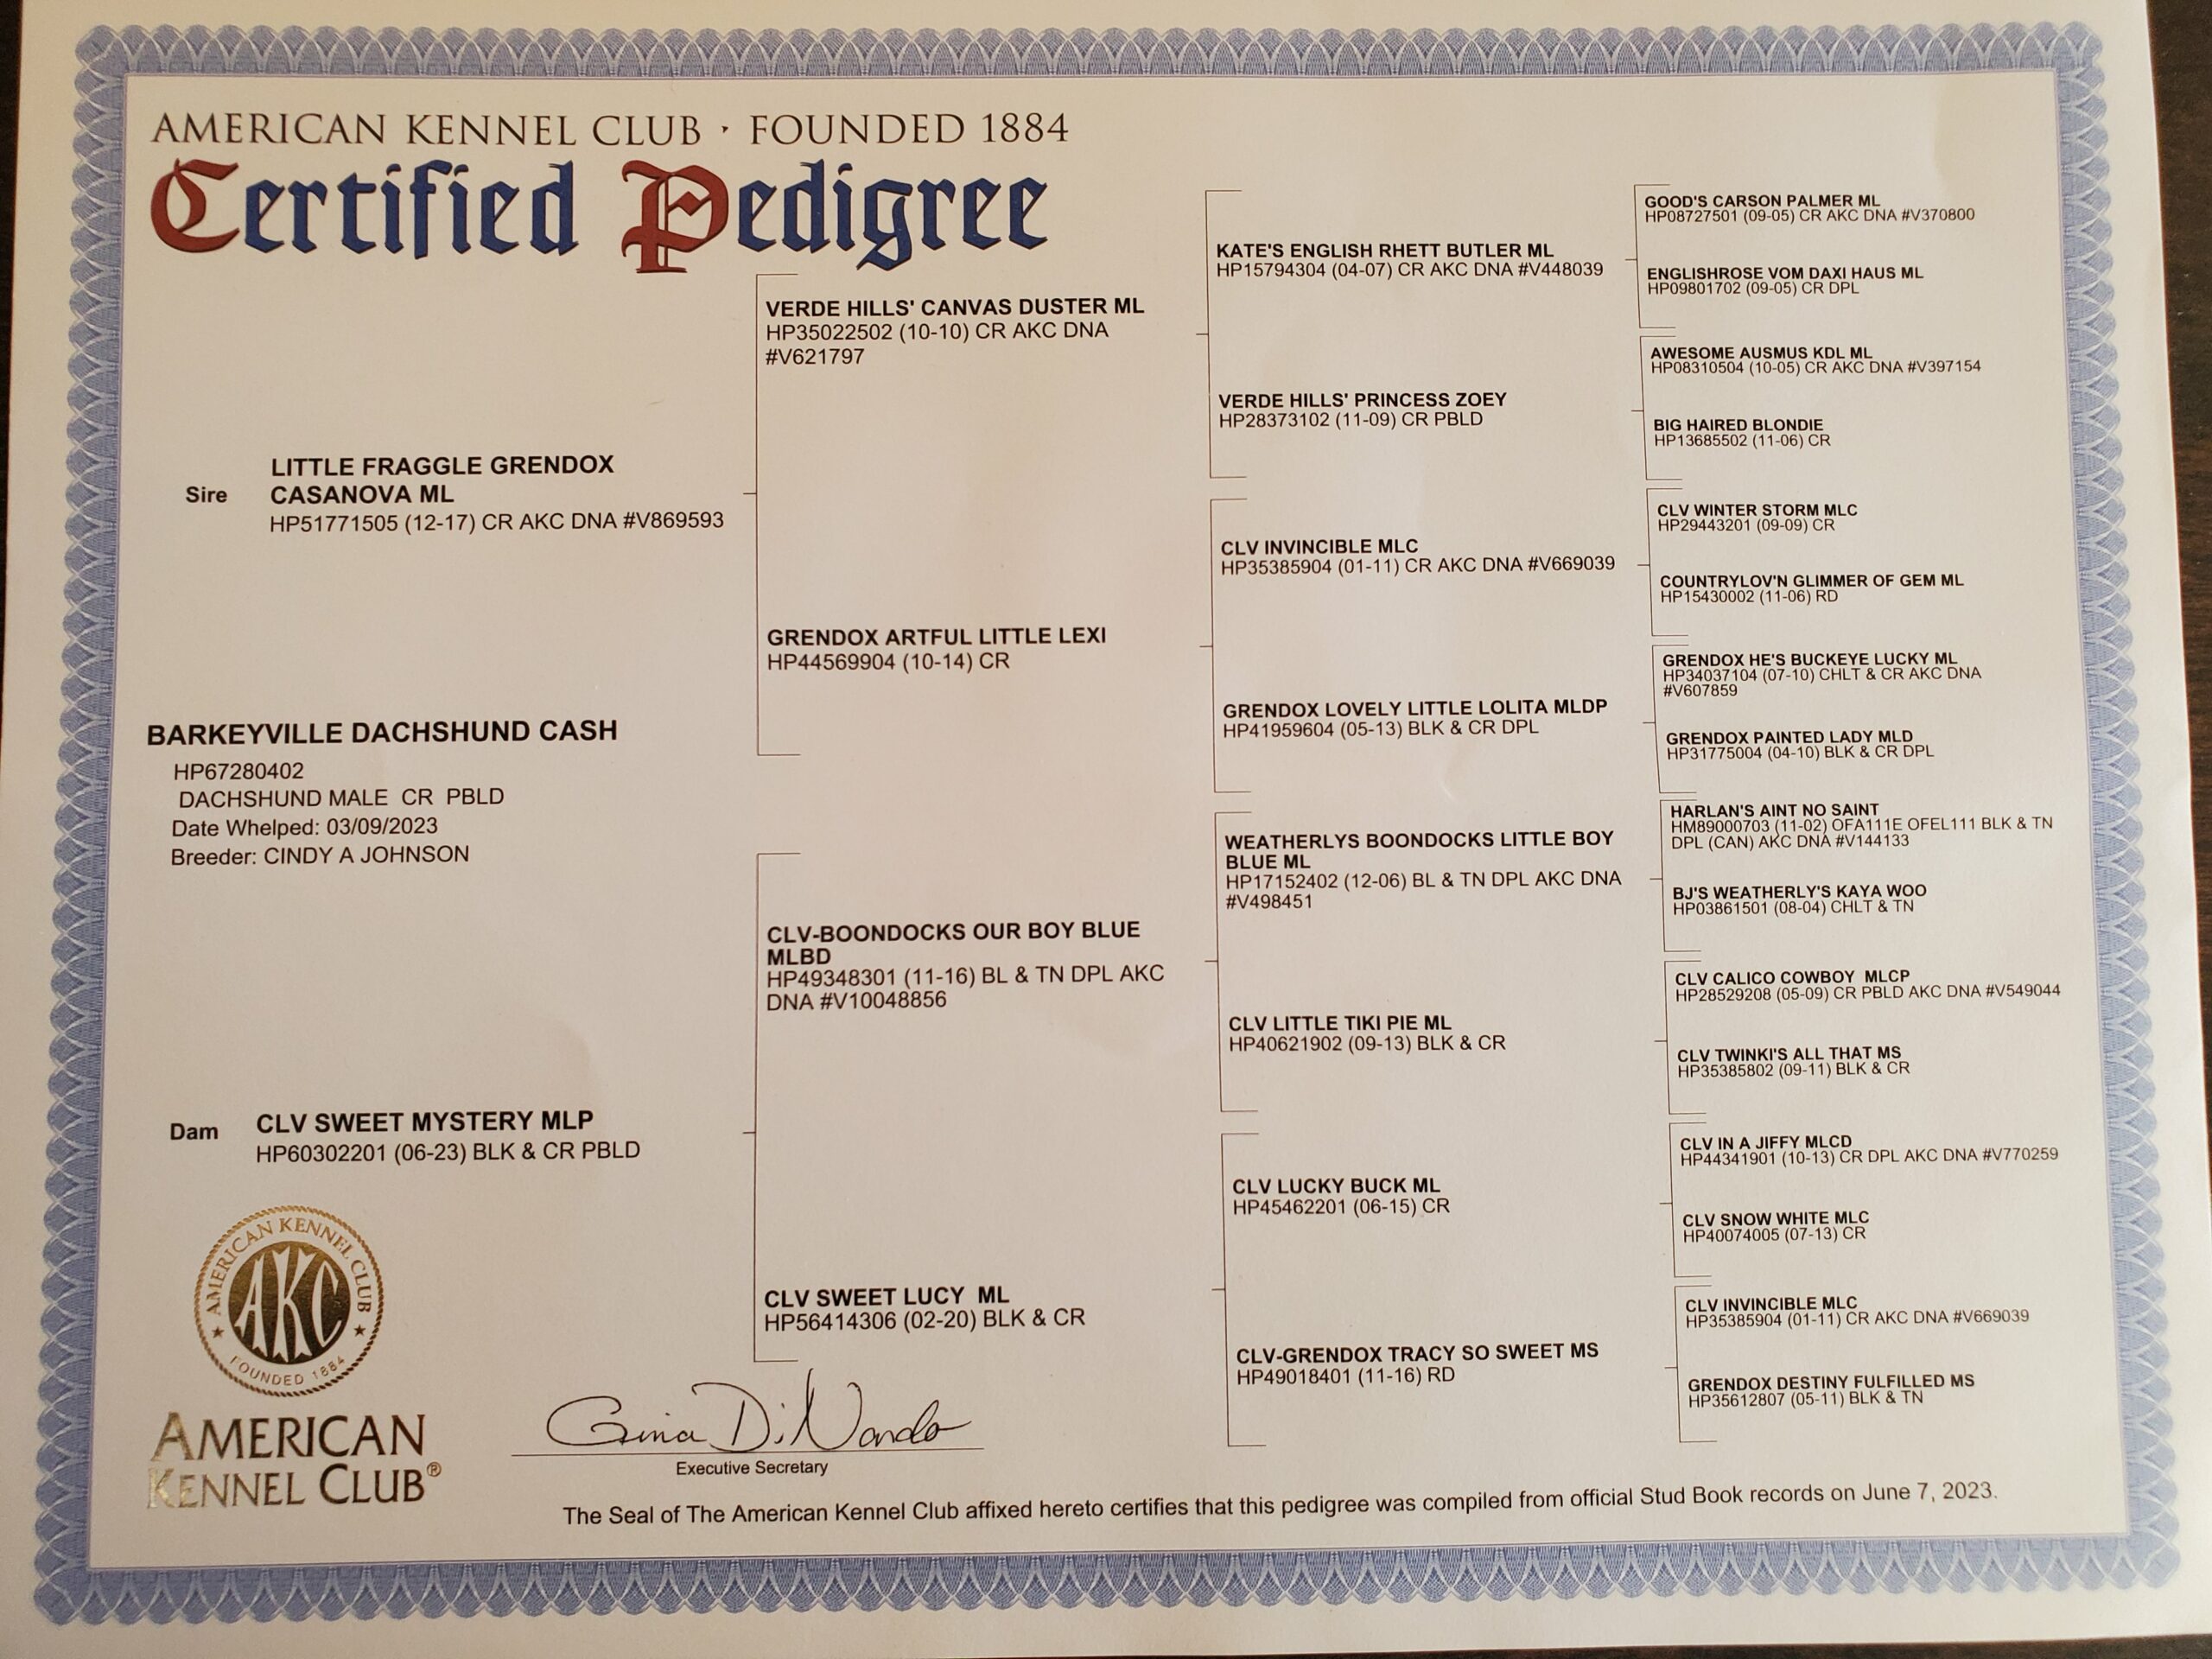 AMERICAN KENNEL CLUB · FOUNDED 1884
Certified Pedigree
Sire
LITTLE FRAGGLE GRENDOX
CASANOVA ML
HP51771505 (12-17) CR AKC DNA #V869593
BARKEYVILLE DACHSHUND CASH
HP67280402
DACHSHUND MALE CR PBLD
Date Whelped: 03/09/2023
Breeder: CINDY A JOHNSON
Dam
CLV SWEET MYSTERY MLP
HP60302201 (06-23) BLK & CR PBLD
VERDE HILLS' CANVAS DUSTER ML
HP35022502 (10-10) CR AKC DNA
#V621797
GRENDOX ARTFUL LITTLE LEXI
HP44569904 (10-14) CR
CLV-BOONDOCKS OUR BOY BLUE
MLBD
HP49348301 (11-16) BL & TN DPL AKC
DNA #V10048856
CLV SWEET LUCY ML
HP56414306 (02-20) BLK & CR
KATE'S ENGLISH RHETT BUTLER ML
HP15794304 (04-07) CR AKC DNA #V448039
VERDE HILLS' PRINCESS ZOEY
HP28373102 (11-09) CR PBLD
CLV INVINCIBLE MLC
HP35385904 (01-11) CR AKC DNA #V669039
GRENDOX LOVELY LITTLE LOLITA MLDP
HP41959604 (05-13) BLK & CR DPL
WEATHERLYS BOONDOCKS LITTLE BOY
BLUE ML
HP17152402 (12-06) BL & TN DPL AKC DNA
#V498451
CLV LITTLE TIKI PIE ML
HP40621902 (09-13) BLK & CR
CLV LUCKY BUCK ML
HP45462201 (06-15) CR
CLV-GRENDOX TRACY SO SWEET MS
HP49018401 (11-16) RD
GOOD'S CARSON PALMER ML
HP08727501 (09-05) CR AKC DNA #V370800
ENGLISHROSE VOM DAXI HAUS ML
HP09801702 (09-05) CR DPL
AWESOME AUSMUS KDL ML
HP08310504 (10-05) CR AKC DNA #V397154
BIG HAIRED BLONDIE
HP13685502 (11-06) CR
CLV WINTER STORM MLC
HP29443201 (09-09) CR
COUNTRYLOV'N GLIMMER OF GEM ML
HP15430002 (11-06) RD
GRENDOX HE'S BUCKEYE LUCKY ML
HP34037104 (07-10) CHLT & CR AKC DNA
#V607859
GRENDOX PAINTED LADY MLD
HP31775004 (04-10) BLK & CR DPL
HARLAN'S AINT NO SAINT
HM89000703 (11-02) OFA111E OFEL111 BLK & TN
DPL (CAN) AKC DNA #V144133
BJ'S WEATHERLY'S KAYA WOO
HP03861501 (08-04) CHLT & TN
CLV CALICO COWBOY MLCP
HP28529208 (05-09) CR PBLD AKC DNA #V549044
CLV TWINKI'S ALL THAT MS
HP35385802 (09-11) BLK & CR
CLV IN A JIFFY MLCD
HP44341901 (10-13) CR DPL AKC DNA #V770259
CLV SNOW WHITE MLC
HP40074005 (07-13) CR
CLV INVINCIBLE MLC
HP35385904 (01-11) CR AKC DNA #V669039
GRENDOX DESTINY FULFILLED MS
HP35612807 (05-11) BLK & TN
AMERICAN KENNEL CLUB
AKC
FOUNDED 1884
AMERICAN
KENNEL CLUB®
Gina DiNardo
Executive Secretary
The Seal of The American Kennel Club affixed hereto certifies that this pedigree was compiled from official Stud Book records on June 7, 2023.